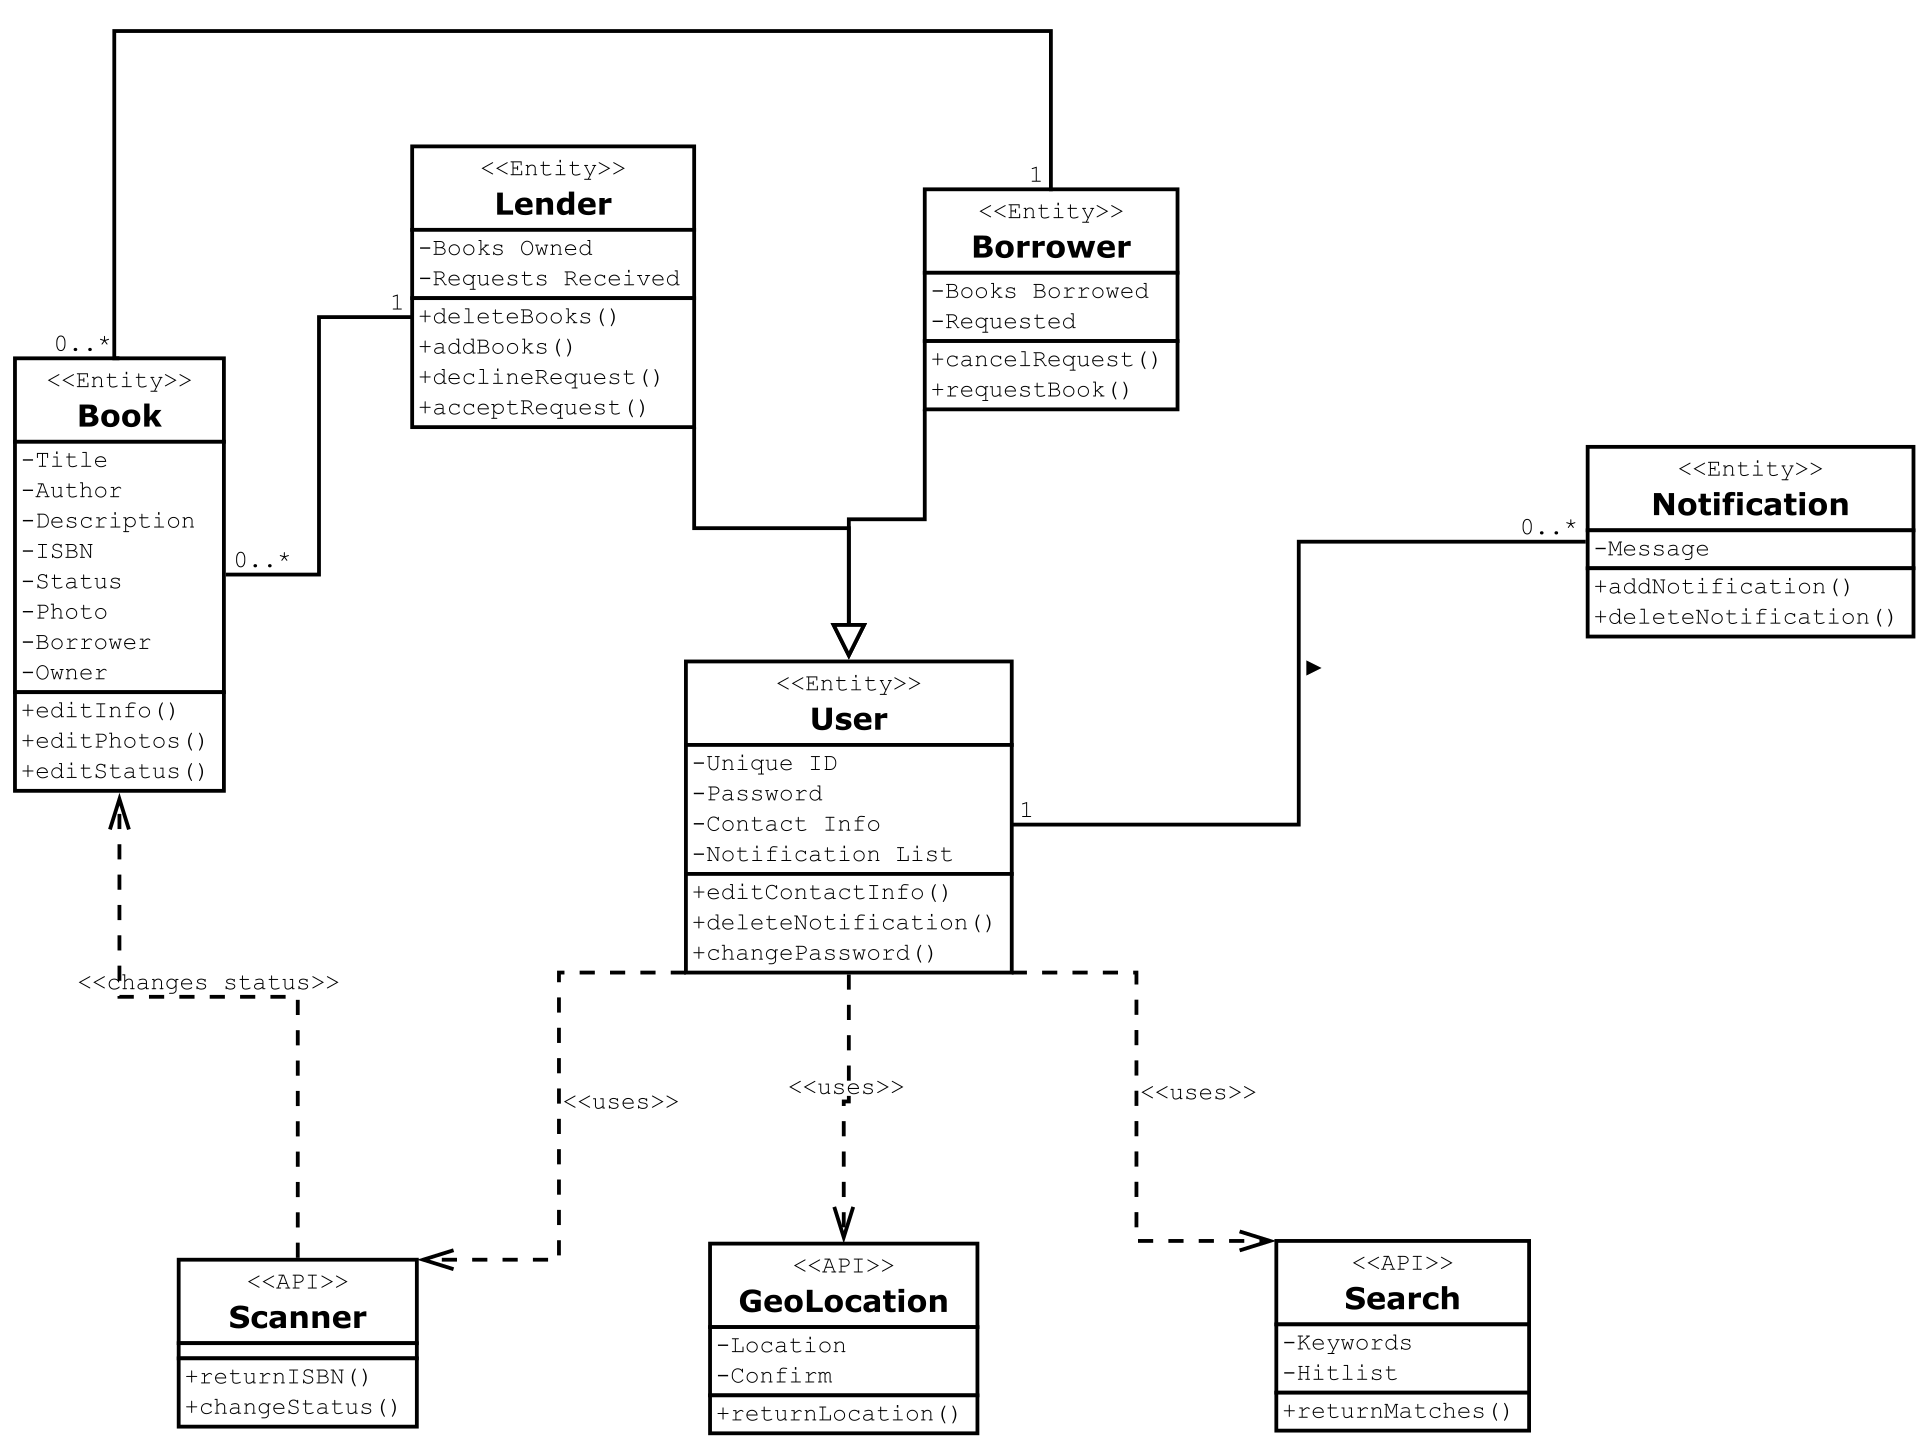 <<Entity>>
Lender
-Books Owned
-Requests Received
+deleteBooks()
+addBooks()
+declineRequest()
+acceptRequest()
1
<<Entity>>
Borrower
-Books Borrowed
-Requested
+cancelRequest()
+requestBook()
1
0..*
<<Entity>>
Book
-Title
-Author
-Description
-ISBN
-Status
-Photo
-Borrower
-Owner
+editInfo()
+editPhotos()
+editStatus()
0..*
<<Entity>>
Notification
-Message
+addNotification()
+deleteNotification()
0..*
<<Entity>>
User
-Unique ID
-Password
-Contact Info
-Notification List
+editContactInfo()
+deleteNotification()
+changePassword()
1
<<changes status>>
<<uses>>
<<uses>>
<<uses>>
<<API>>
Scanner
+returnISBN()
+changeStatus()
<<API>>
GeoLocation
-Location
-Confirm
+returnLocation()
<<API>>
Search
-Keywords
-Hitlist
+returnMatches()